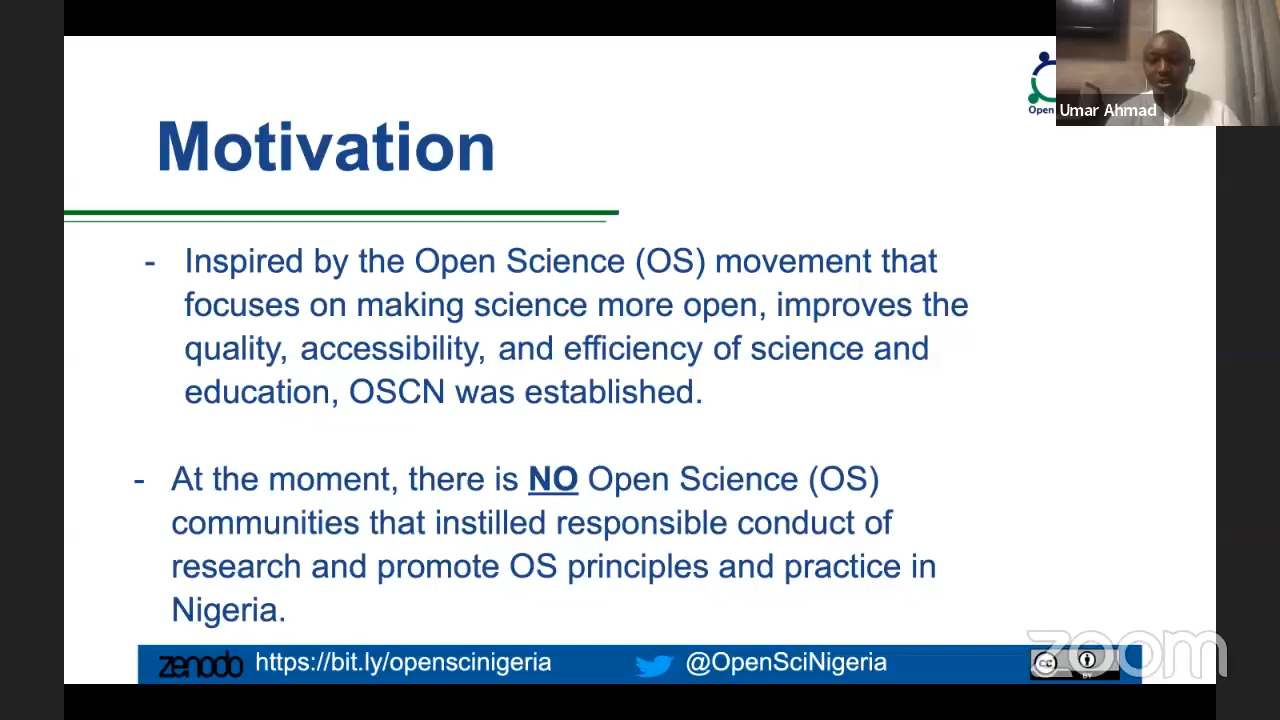 Open
Umar Ahmad
Motivation
- Inspired by the Open Science (OS) movement that
focuses on making science more open, improves the
quality, accessibility, and efficiency of science and
education, OSCN was established.
- At the moment, there is NO Open Science (OS)
communities that instilled responsible conduct of
research and promote OS principles and practice in
Nigeria.
zenodo https://bit.ly/openscinigeria @OpenSciNigeria cc BY
zoom